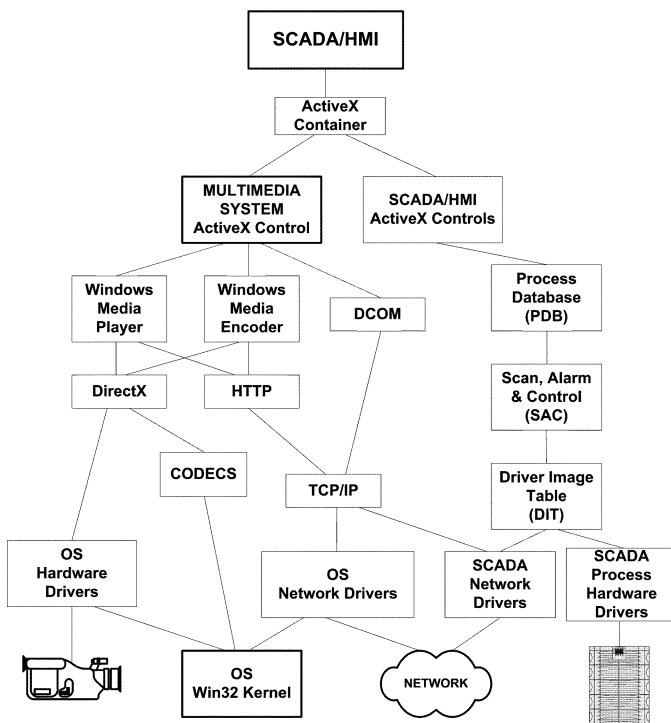 SCADA/HMI
ActiveX
Container
MULTIMEDIA
SYSTEM
ActiveX Control
SCADA/HMI
ActiveX Controls
Windows
Media
Player
Windows
Media
Encoder
DCOM
Process
Database
(PDB)
DirectX
HTTP
Scan, Alarm
& Control
(SAC)
CODECS
TCP/IP
Driver Image
Table
(DIT)
OS
Hardware
Drivers
OS
Network Drivers
SCADA
Network
Drivers
SCADA
Process
Hardware
Drivers
OS
Win32 Kernel
NETWORK